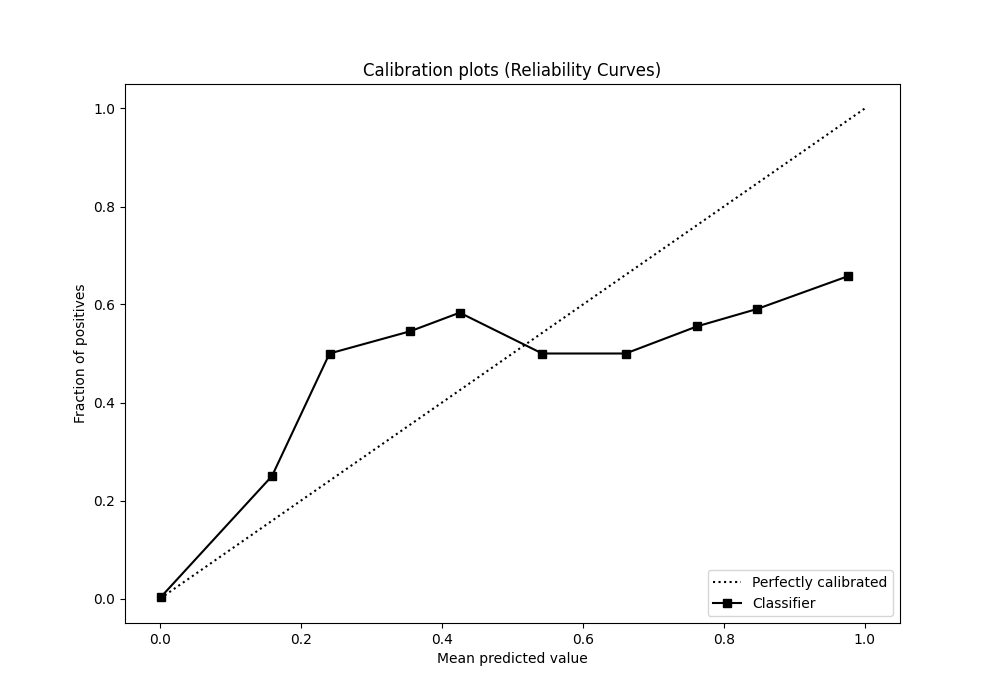 Calibration plots (Reliability Curves)
Fraction of positives
1.0
0.8
0.6
0.4
0.2
0.0
0.0 0.2 0.4 0.6 0.8 1.0
Mean predicted value
Perfectly calibrated
Classifier